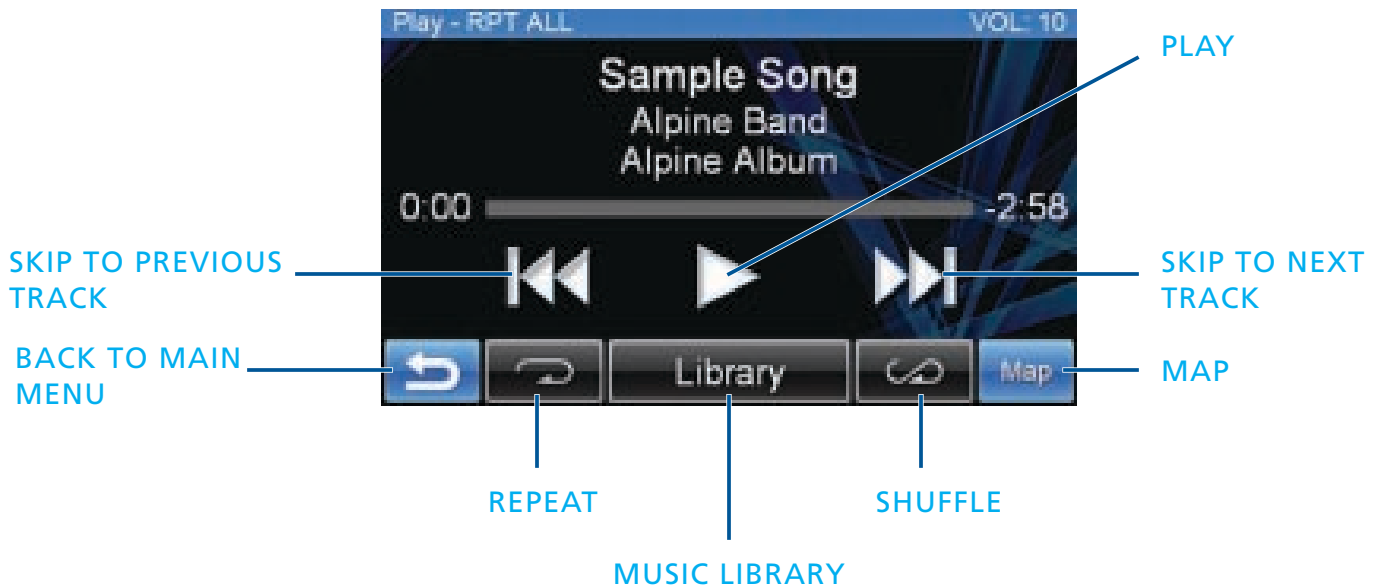 Play - RPT ALL VOL: 10
PLAY
Sample Song
Alpine Band
Alpine Album
0:00 -2:58
SKIP TO PREVIOUS
TRACK
SKIP TO NEXT
TRACK
BACK TO MAIN
MENU
Library
Map
MAP
REPEAT
SHUFFLE
MUSIC LIBRARY